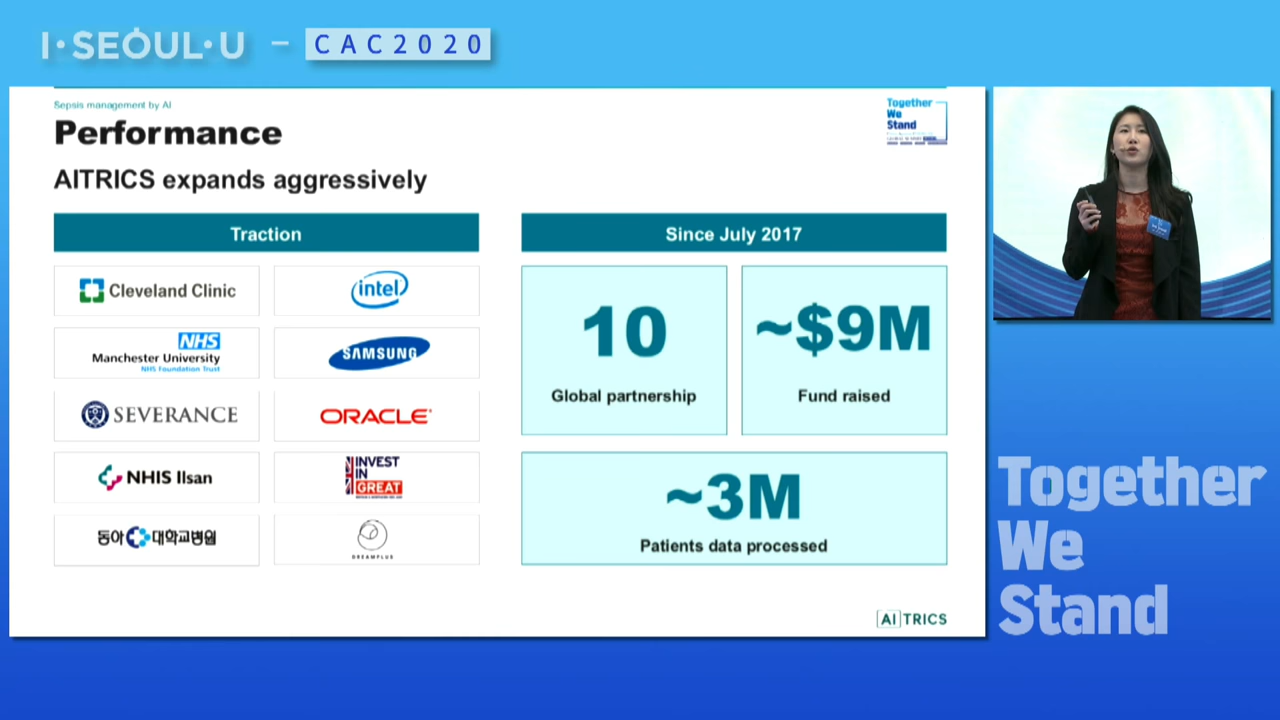 I·SEOUL·U – CAC2020
Sepsis management by AI
Performance
AITRICS expands aggressively
Together
We
Stand
Traction
Cleveland Clinic
intel
NHS
Manchester University
NHS Foundation Trust
SAMSUNG
SEVERANCE
ORACLE
NHIS Ilsan
INVEST
IN
GREAT
동아대학교병원
DREAMPLUS
Since July 2017
10
Global partnership
~$9M
Fund raised
~3M
Patients data processed
AITRICS
Together
We
Stand